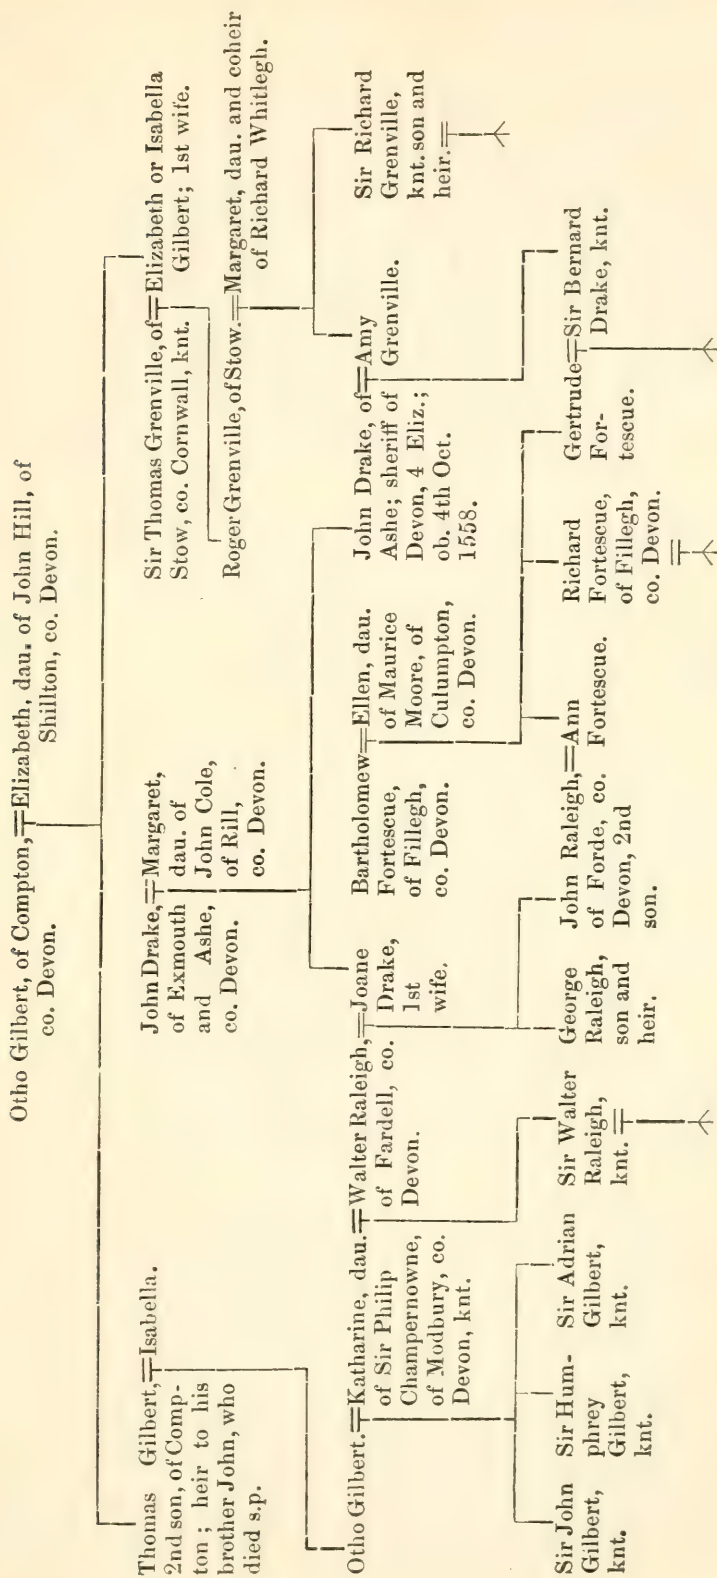 Otho Gilbert, of Compton,=Elizabeth, dau. of John Hill, of
co. Devon.
Shillton, co. Devon.
Thomas Gilbert,=Isabella.
2nd son, of Comp-
ton; heir to his
brother John, who
died s.p.
Sir Thomas Grenville, of=Elizabeth or Isabella
Stow, co. Cornwall, knt.
Gilbert; 1st wife.
John Drake,=Margaret,
of Exmouth
and Ashe,
co. Devon.
dau. of
John Cole,
of Rill,
co. Devon.
Roger Grenville, of Stow.=Margaret, dau. and coheir
of Richard Whitlegh.
Otho Gilbert.=Katharine, dau.=Walter Raleigh,=Joane
of Sir Philip
Champernowne,
of Modbury, co.
Devon, knt.
of Fardell, co.
Devon.
Drake,
1st
wife.
Bartholomew=Ellen, dau.
Fortescue,
of Fillegh,
co. Devon.
of Maurice
Moore, of
Culumpton,
co. Devon.
John Drake, of=Amy
Ashe; sheriff of
Devon, 4 Eliz.;
ob. 4th Oct.
1558.
Grenville.
Sir Richard
Grenville,
knt. son and
heir.=
Sir John
Gilbert,
knt.
Sir Hum-
phrey
Gilbert,
knt.
Sir Adrian
Gilbert,
knt.
Sir Walter
Raleigh,
knt.=
George
Raleigh,
son and
heir.
John Raleigh,=Ann
of Forde, co.
Devon, 2nd
son.
Fortescue.
Richard
Fortescue,
of Fillegh,
co. Devon.
Gertrude=Sir Bernard
For-
tescue.
Drake, knt.